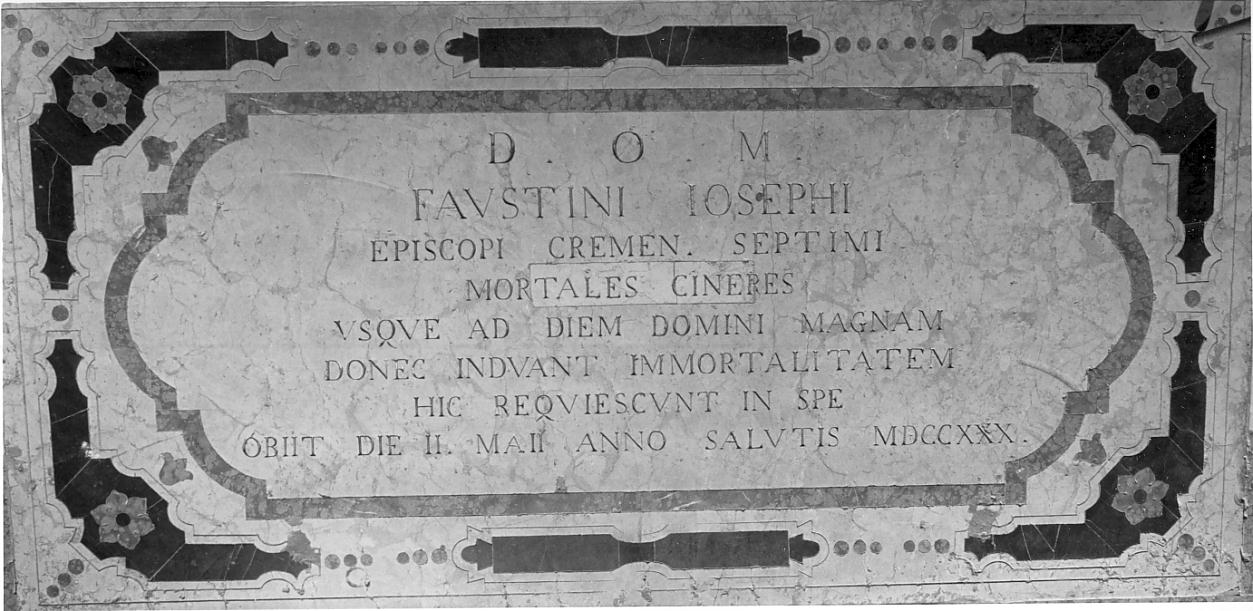 D. O. M.
FAVSTINI IOSEPHI
EPISCOPI CREMEN. SEPTIMI
MORTALES CINERES
VSQVE AD DIEM DOMINI MAGNAM
DONEC INDVANT IMMORTALITATEM
HIC REQVIESCVNT IN SPE
OBIIT DIE II. MAII ANNO SALVTIS MDCCXXX.